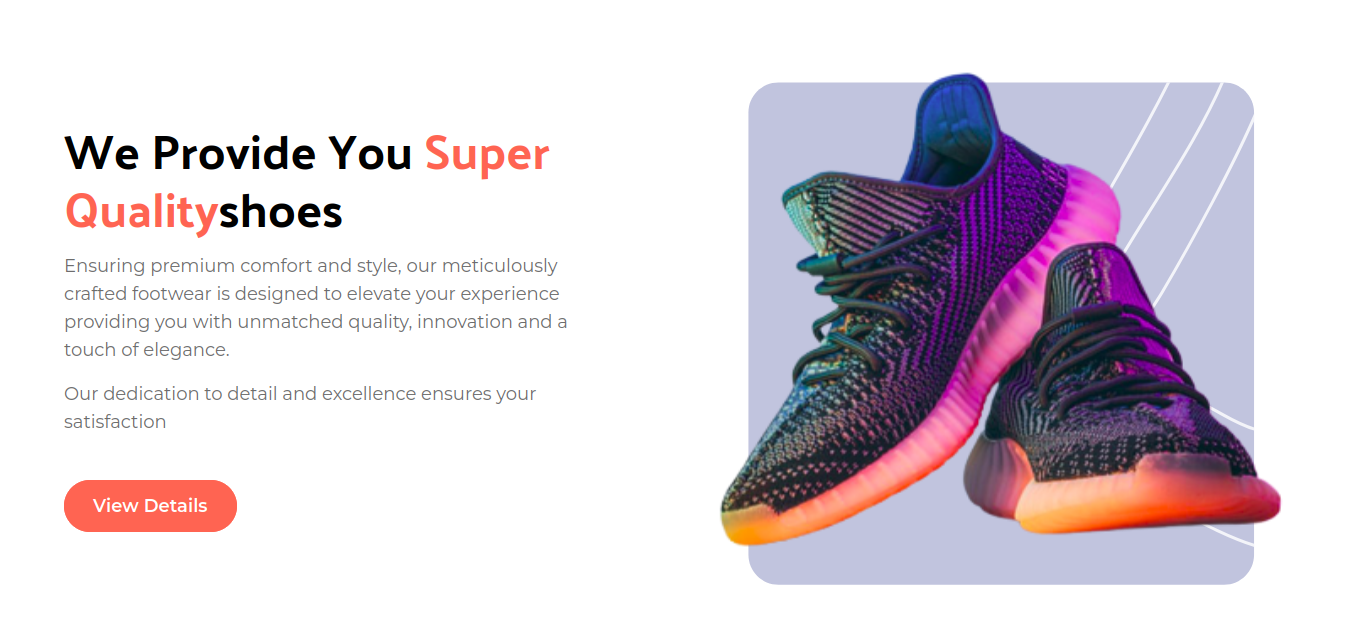 We Provide You Super
Qualityshoes
Ensuring premium comfort and style, our meticulously
crafted footwear is designed to elevate your experience
providing you with unmatched quality, innovation and a
touch of elegance.
Our dedication to detail and excellence ensures your
satisfaction
View Details